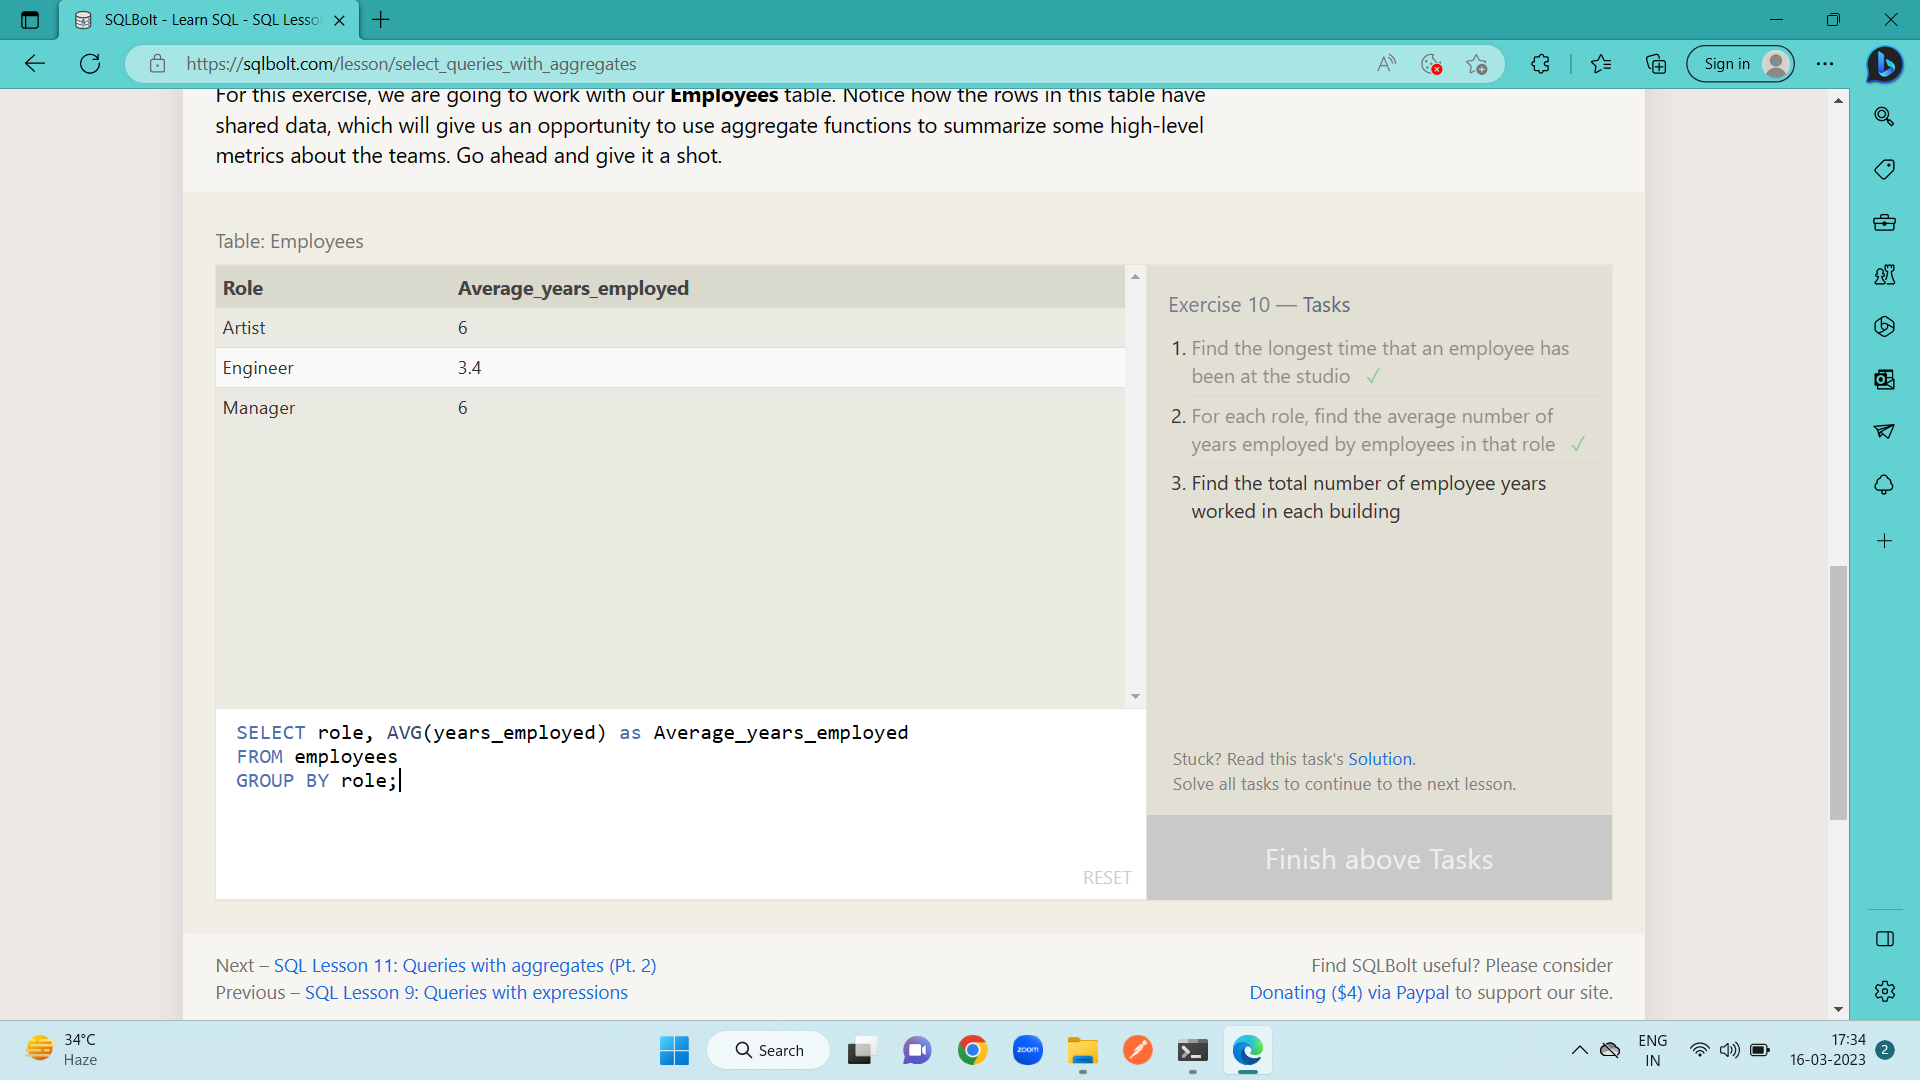 SQLBolt - Learn SQL - SQL Lesso
https://sqlbolt.com/lesson/select_queries_with_aggregates
Sign in
For this exercise, we are going to work with our Employees table. Notice how the rows in this table have
shared data, which will give us an opportunity to use aggregate functions to summarize some high-level
metrics about the teams. Go ahead and give it a shot.
Table: Employees
Role Average_years_employed
Artist 6
Engineer 3.4
Manager 6
Exercise 10 — Tasks
1. Find the longest time that an employee has
been at the studio ✓
2. For each role, find the average number of
years employed by employees in that role ✓
3. Find the total number of employee years
worked in each building
Stuck? Read this task's Solution.
Solve all tasks to continue to the next lesson.
Finish above Tasks
SELECT role, AVG(years_employed) as Average_years_employed
FROM employees
GROUP BY role;
RESET
Next – SQL Lesson 11: Queries with aggregates (Pt. 2)
Previous – SQL Lesson 9: Queries with expressions
Find SQLBolt useful? Please consider
Donating ($4) via Paypal to support our site.
34°C
Haze
Search
zoom
ENG
IN
17:34
16-03-2023
2